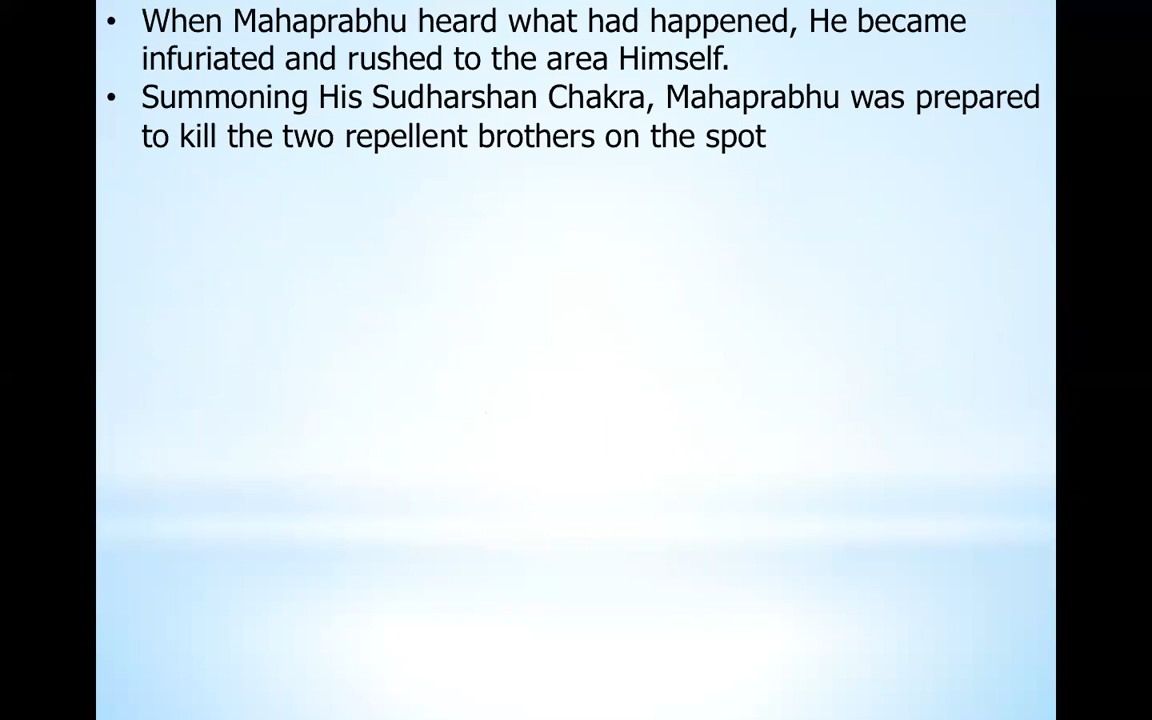 • When Mahaprabhu heard what had happened, He became
infuriated and rushed to the area Himself.
• Summoning His Sudharshan Chakra, Mahaprabhu was prepared
to kill the two repellent brothers on the spot